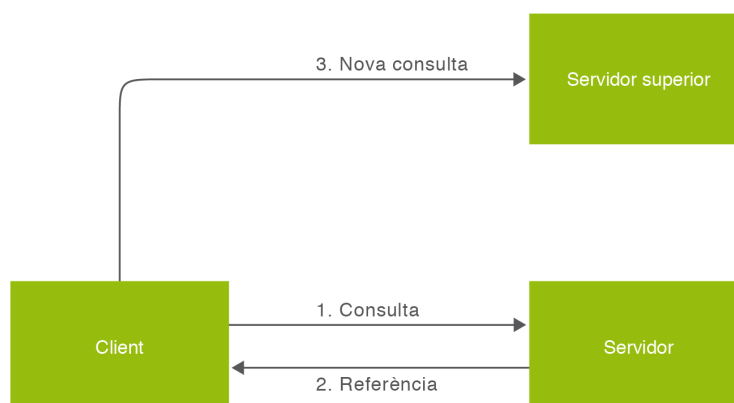 3. Nova consulta
Servidor superior
1. Consulta
Client
Servidor
2. Referència